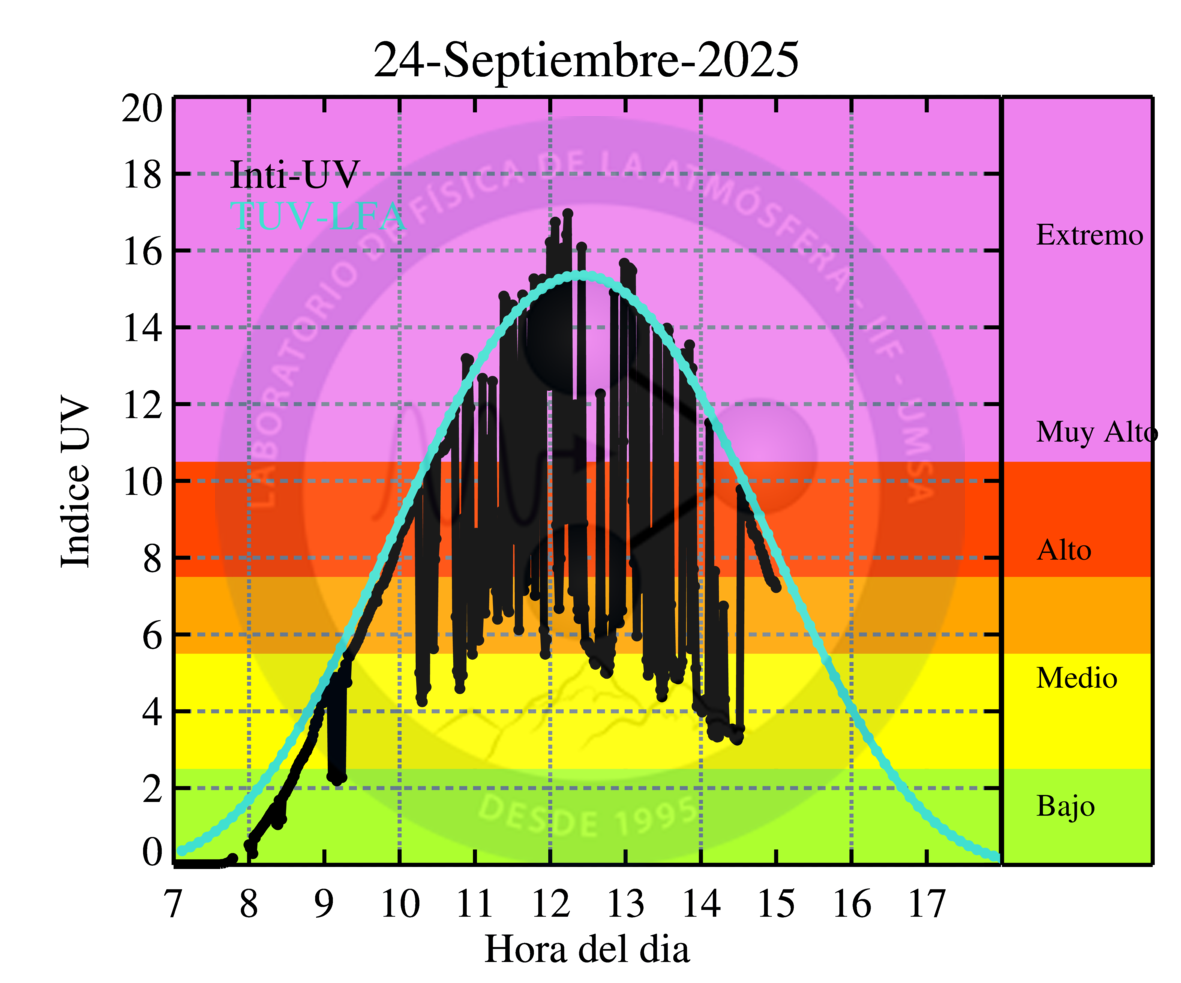 24-Septiembre-2025
20
18
16
14
12
10
8
6
4
2
0
Indice UV
Inti-UV
TUV-LFA
LABORATORIO DE FÍSICA DE LA ATMÓSFERA - IIF - UMSA
DESDE 1995
Extremo
Muy Alto
Alto
Medio
Bajo
7 8 9 10 11 12 13 14 15 16 17
Hora del dia